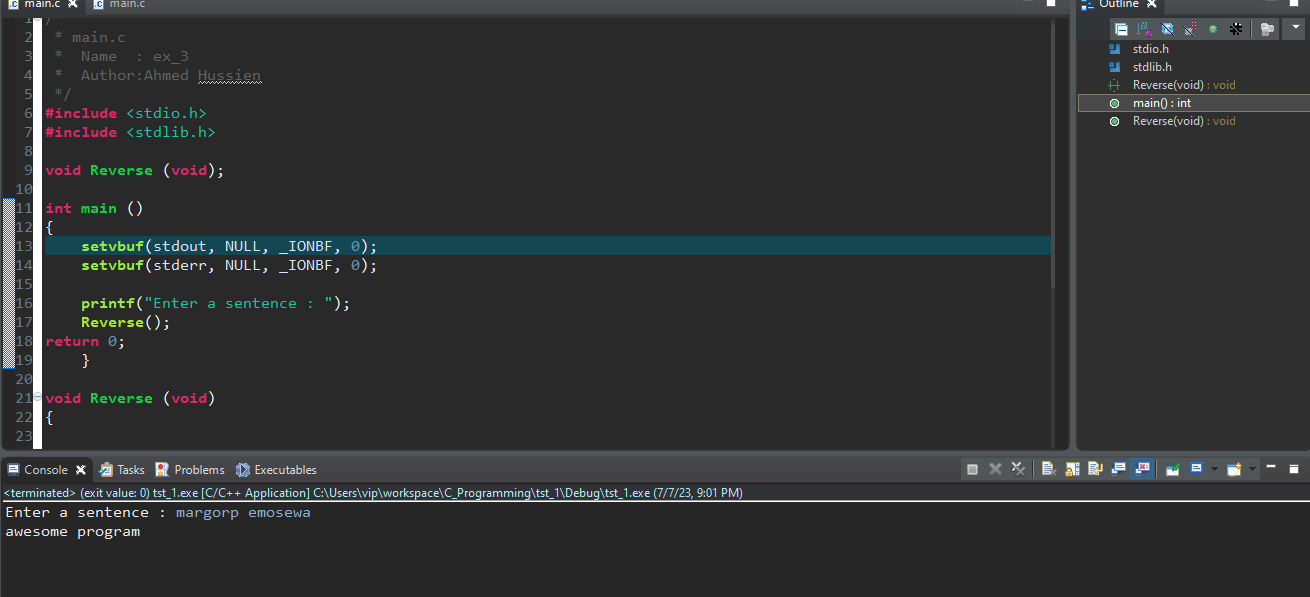 main.c main.c
1 /*
2 * main.c
3 * Name : ex_3
4 * Author:Ahmed Hussien
5 */
6 #include <stdio.h>
7 #include <stdlib.h>
8
9 void Reverse (void);
10
11 int main ()
12 {
13 setvbuf(stdout, NULL, _IONBF, 0);
14 setvbuf(stderr, NULL, _IONBF, 0);
15
16 printf("Enter a sentence : ");
17 Reverse();
18 return 0;
19 }
20
21 void Reverse (void)
22 {
23
Outline
stdio.h
stdlib.h
Reverse(void) : void
main() : int
Reverse(void) : void
Console Tasks Problems Executables
<terminated> (exit value: 0) tst_1.exe [C/C++ Application] C:\Users\vip\workspace\C_Programming\tst_1\Debug\tst_1.exe (7/7/23, 9:01 PM)
Enter a sentence : margorp emosewa
awesome program